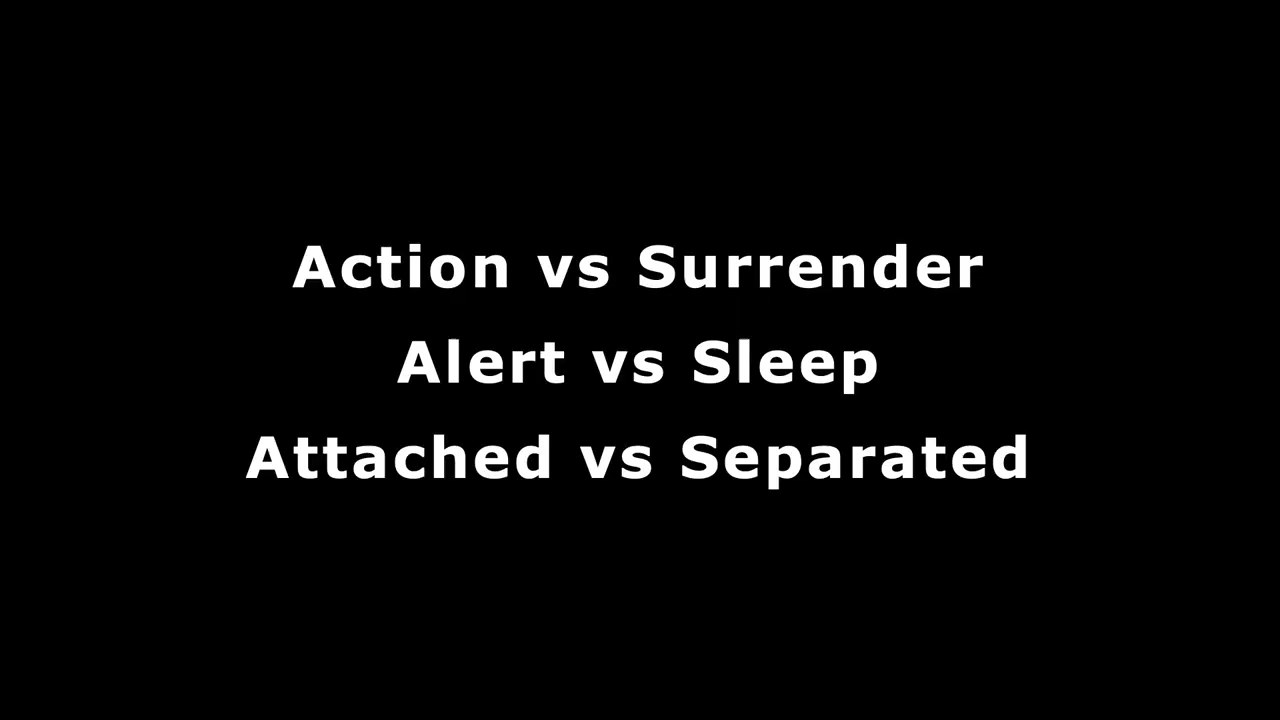 Action vs Surrender
Alert vs Sleep
Attached vs Separated